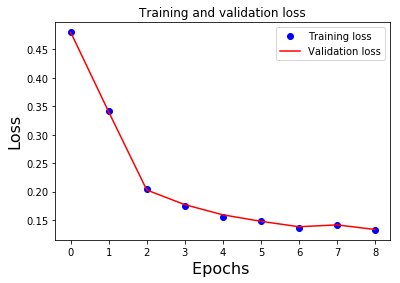 Training and validation loss
Training loss
Validation loss
Loss
0.45
0.40
0.35
0.30
0.25
0.20
0.15
0 1 2 3 4 5 6 7 8
Epochs